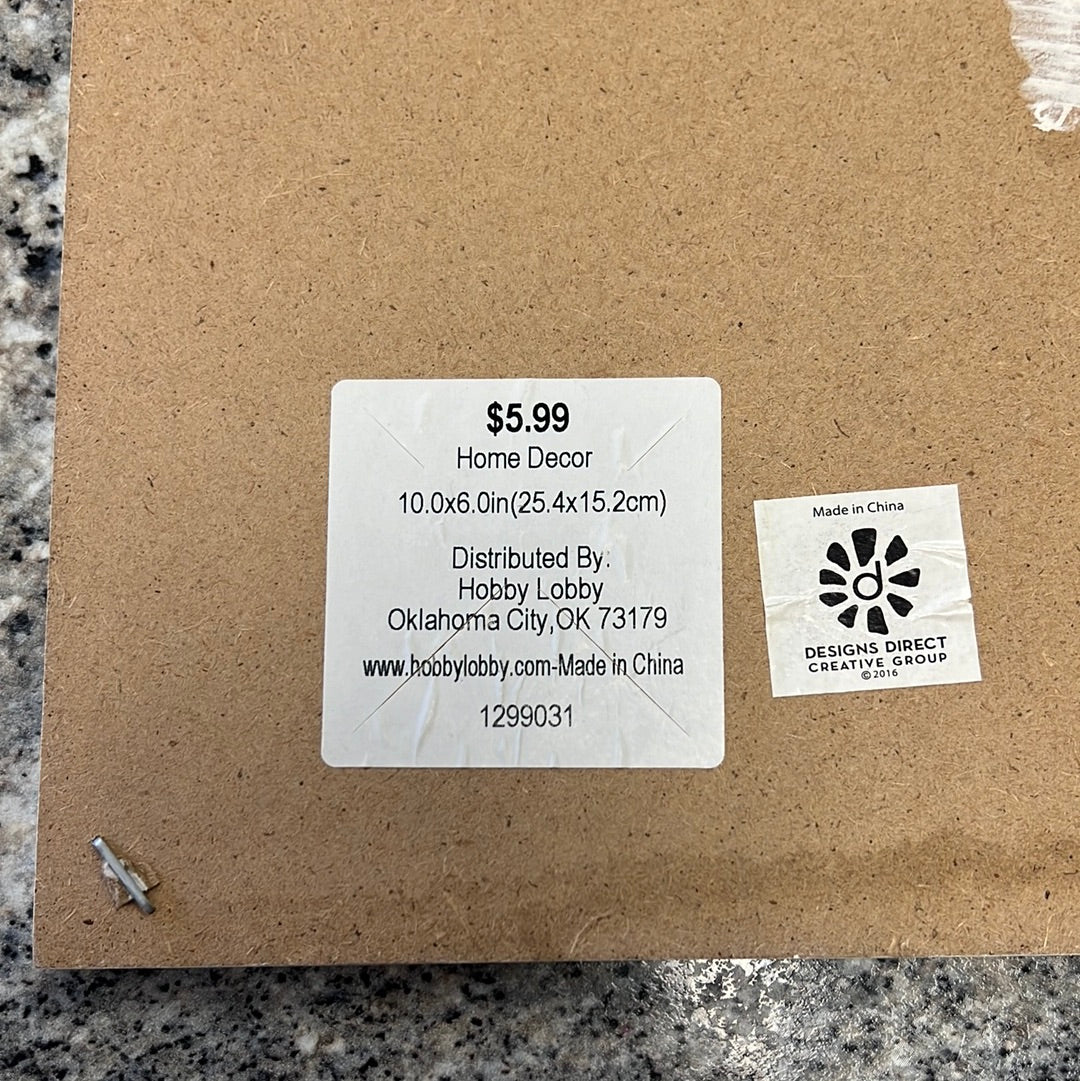 $5.99
Home Decor
10.0x6.0in(25.4x15.2cm)
Distributed By:
Hobby Lobby
Oklahoma City,OK 73179
www.hobbylobby.com-Made in China
1299031
Made in China
d
DESIGNS DIRECT
CREATIVE GROUP
©2016